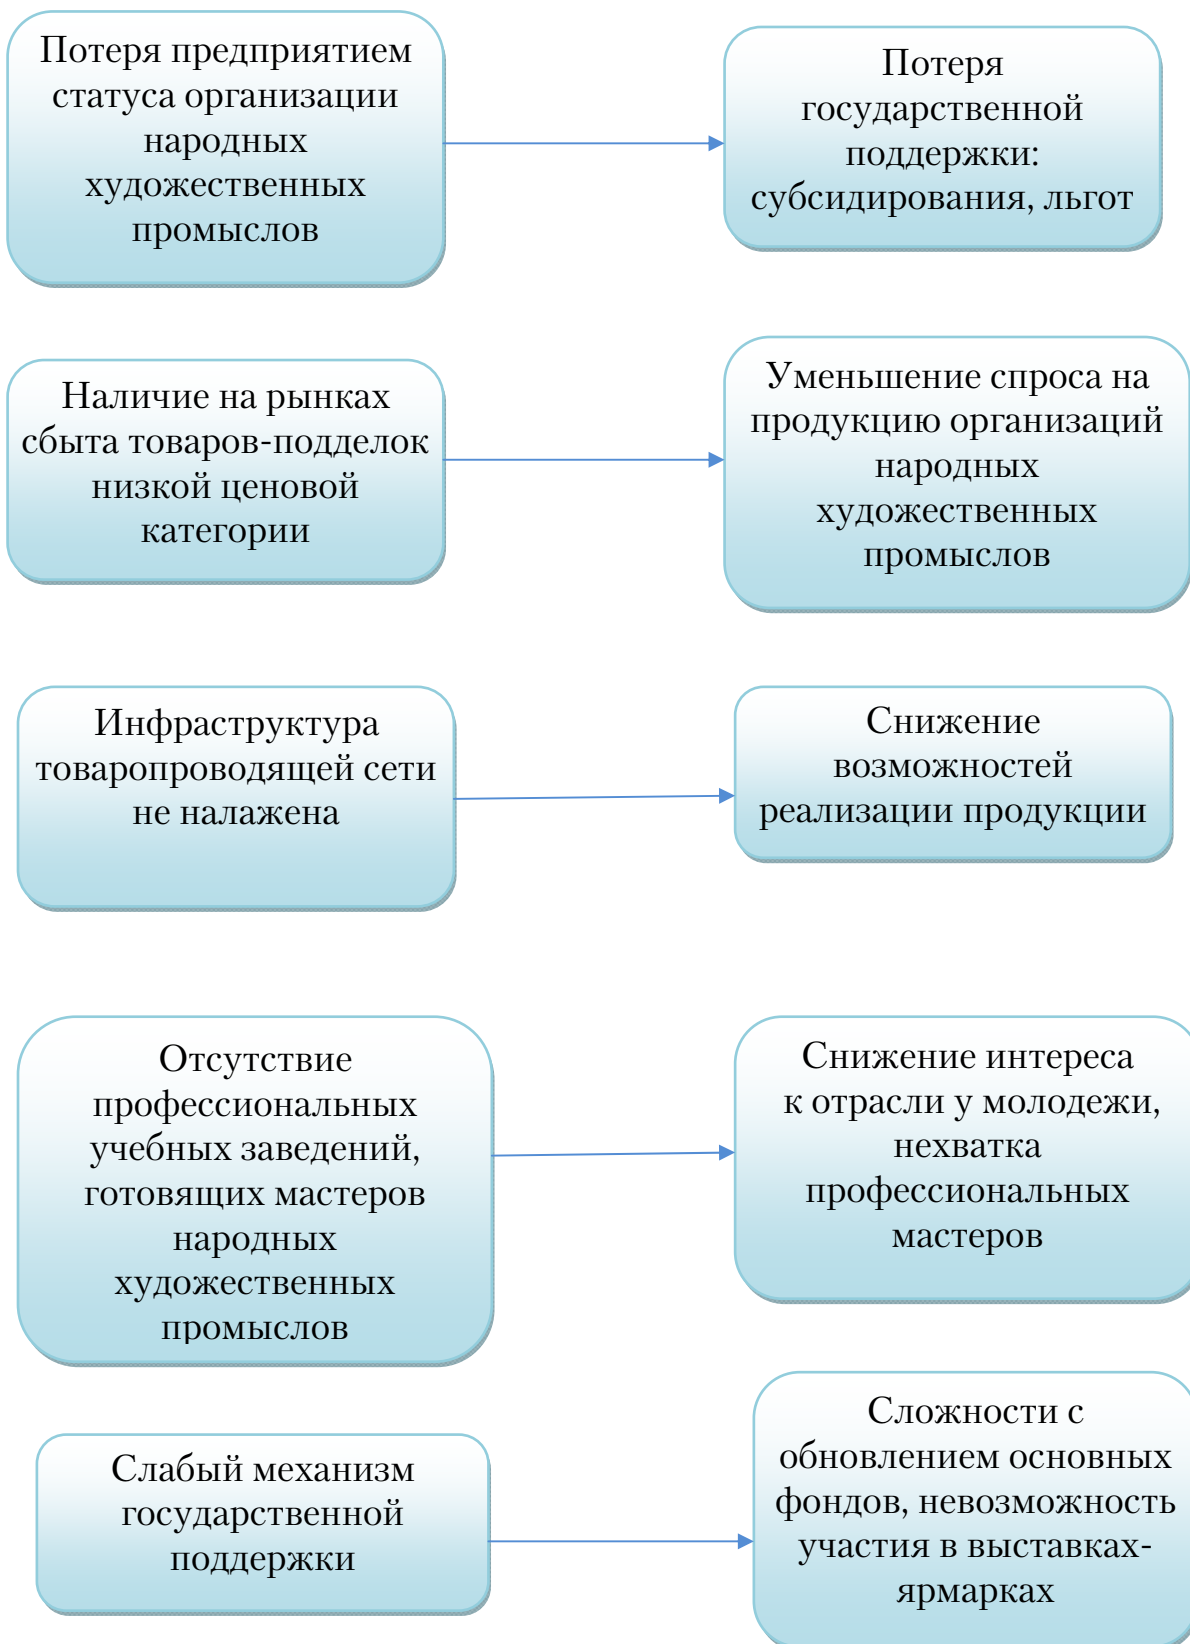 Потеря предприятием
статуса организации
народных
художественных
промыслов
Потеря
государственной
поддержки:
субсидирования, льгот
Наличие на рынках
сбыта товаров-подделок
низкой ценовой
категории
Уменьшение спроса на
продукцию организаций
народных
художественных
промыслов
Инфраструктура
товаропроводящей сети
не налажена
Снижение
возможностей
реализации продукции
Отсутствие
профессиональных
учебных заведений,
готовящих мастеров
народных
художественных
промыслов
Снижение интереса
к отрасли у молодежи,
нехватка
профессиональных
мастеров
Слабый механизм
государственной
поддержки
Сложности с
обновлением основных
фондов, невозможность
участия в выставках-
ярмарках